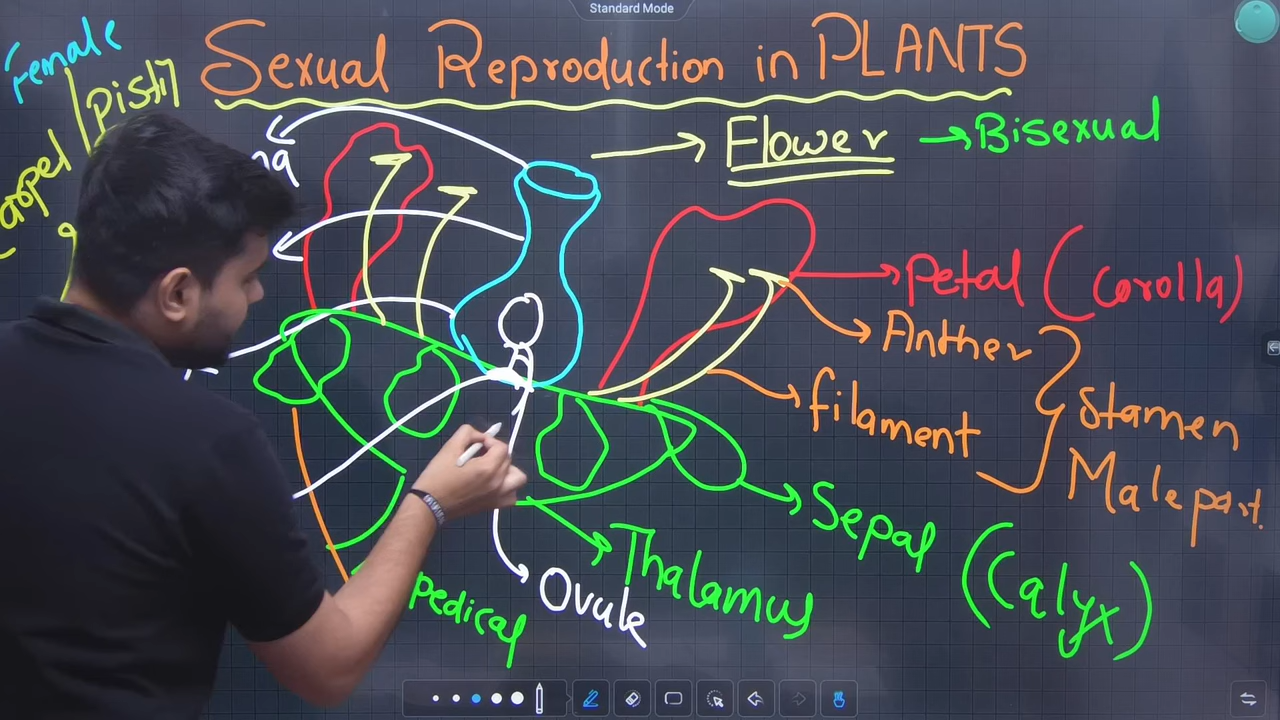 Standard Mode
Female
Sexual Reproduction in PLANTS
Pistil
Flower → Bisexual
Petal (Corolla)
Anther
filament
Stamen
Male part
Sepal (Calyx)
Thalamus
Ovule
pedical